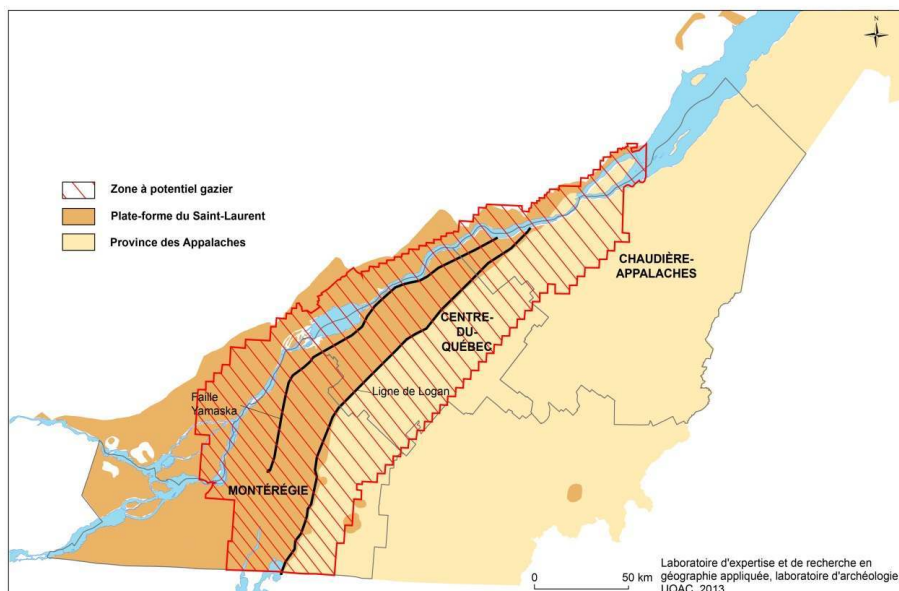 N
Zone à potentiel gazier
Plate-forme du Saint-Laurent
Province des Appalaches
CHAUDIÈRE-
APPALACHES
CENTRE-
DU-
QUÉBEC
Faille
Yamaska
Ligne de Logan
MONTÉRÉGIE
0 50 km
Laboratoire d'expertise et de recherche en
géographie appliquée, laboratoire d'archéologie
UQAC, 2013